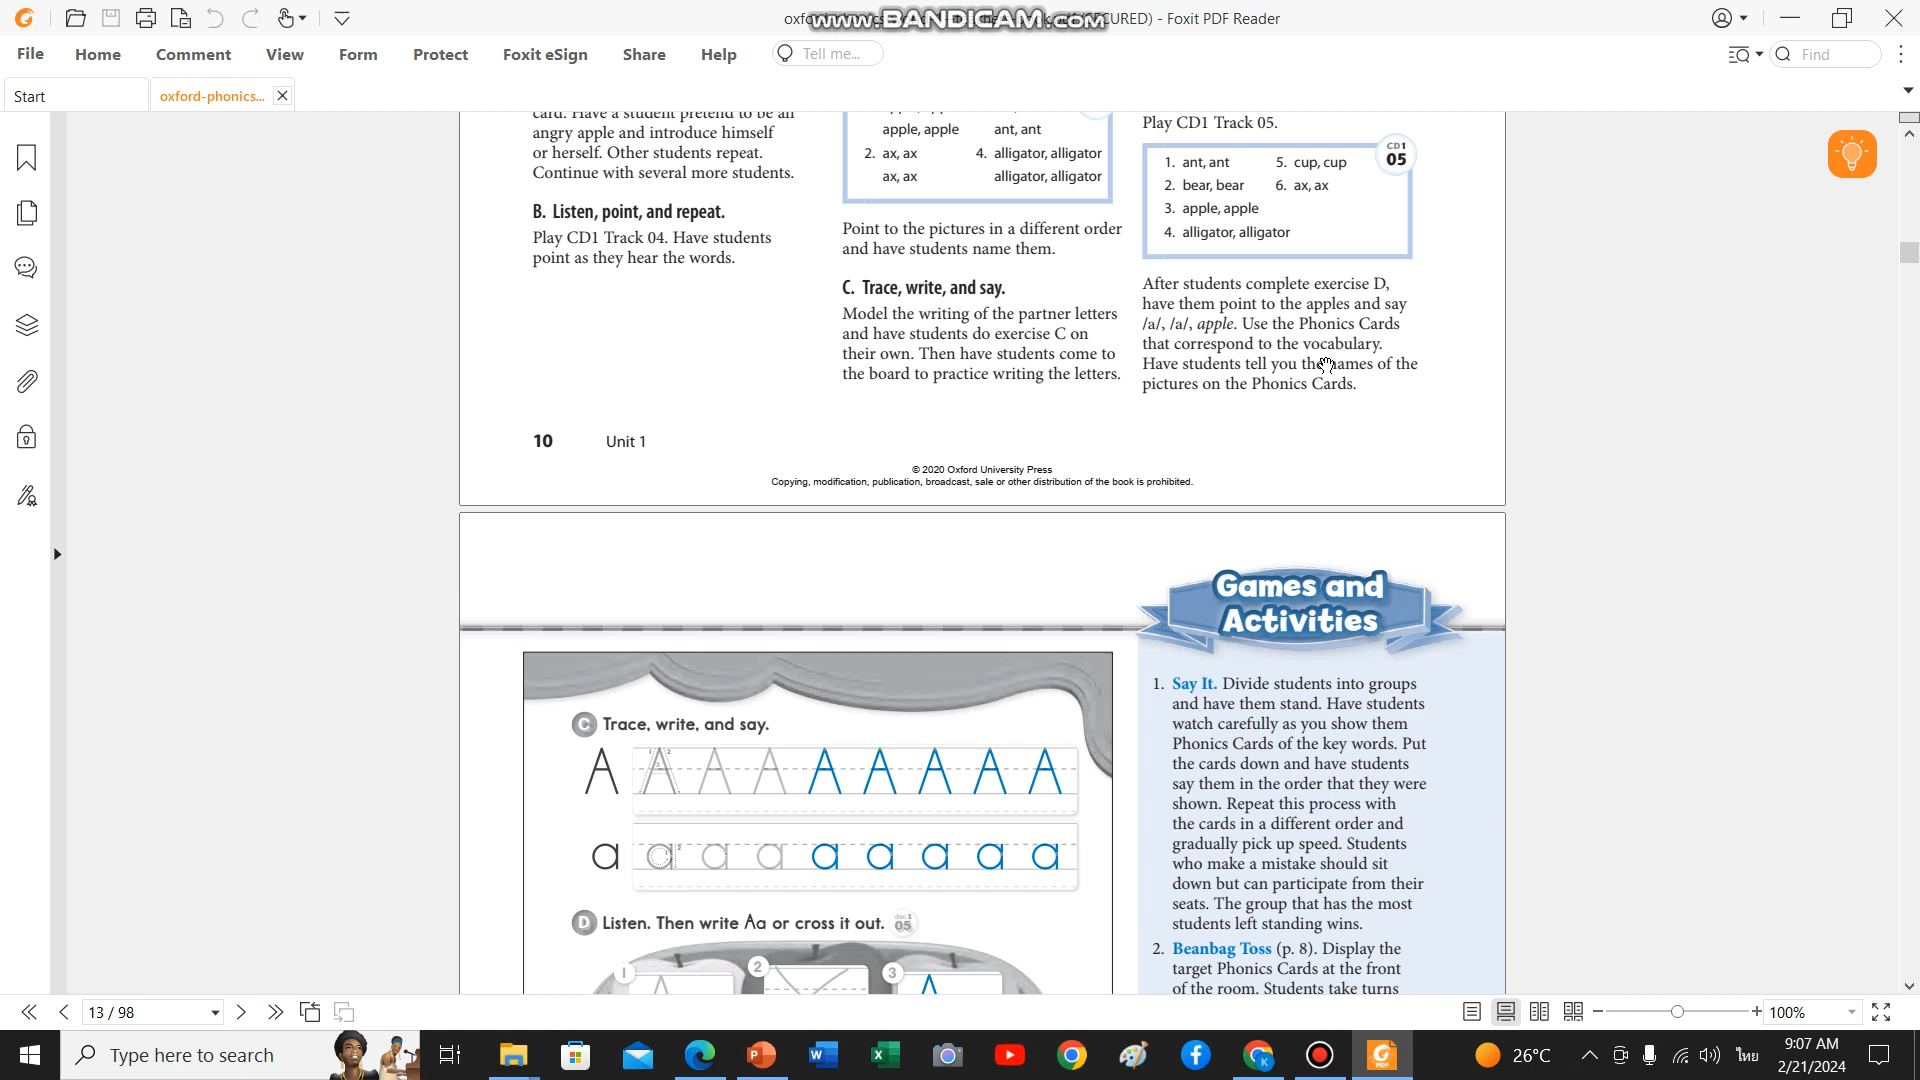 (SECURED) - Foxit PDF Reader
www.BANDICAM.com
File Home Comment View Form Protect Foxit eSign Share Help Tell me... Find
Start oxford-phonics...
card. Have a student pretend to be an
angry apple and introduce himself
or herself. Other students repeat.
Continue with several more students.
B. Listen, point, and repeat.
Play CD1 Track 04. Have students
point as they hear the words.
apple, apple ant, ant
2. ax, ax 4. alligator, alligator
ax, ax alligator, alligator
Point to the pictures in a different order
and have students name them.
C. Trace, write, and say.
Model the writing of the partner letters
and have students do exercise C on
their own. Then have students come to
the board to practice writing the letters.
Play CD1 Track 05.
CD1
05
1. ant, ant 5. cup, cup
2. bear, bear 6. ax, ax
3. apple, apple
4. alligator, alligator
After students complete exercise D,
have them point to the apples and say
/a/, /a/, apple. Use the Phonics Cards
that correspond to the vocabulary.
Have students tell you the names of the
pictures on the Phonics Cards.
10 Unit 1
© 2020 Oxford University Press
Copying, modification, publication, broadcast, sale or other distribution of the book is prohibited.
Games and
Activities
C Trace, write, and say.
A A A A A A A A A
a a a a a a a a a
D Listen. Then write Aa or cross it out. disc 1 05
1 2 3
A
1. Say It. Divide students into groups
and have them stand. Have students
watch carefully as you show them
Phonics Cards of the key words. Put
the cards down and have students
say them in the order that they were
shown. Repeat this process with
the cards in a different order and
gradually pick up speed. Students
who make a mistake should sit
down but can participate from their
seats. The group that has the most
students left standing wins.
2. Beanbag Toss (p. 8). Display the
target Phonics Cards at the front
of the room. Students take turns
13 / 98 100%
Type here to search 26°C ไทย 9:07 AM
2/21/2024